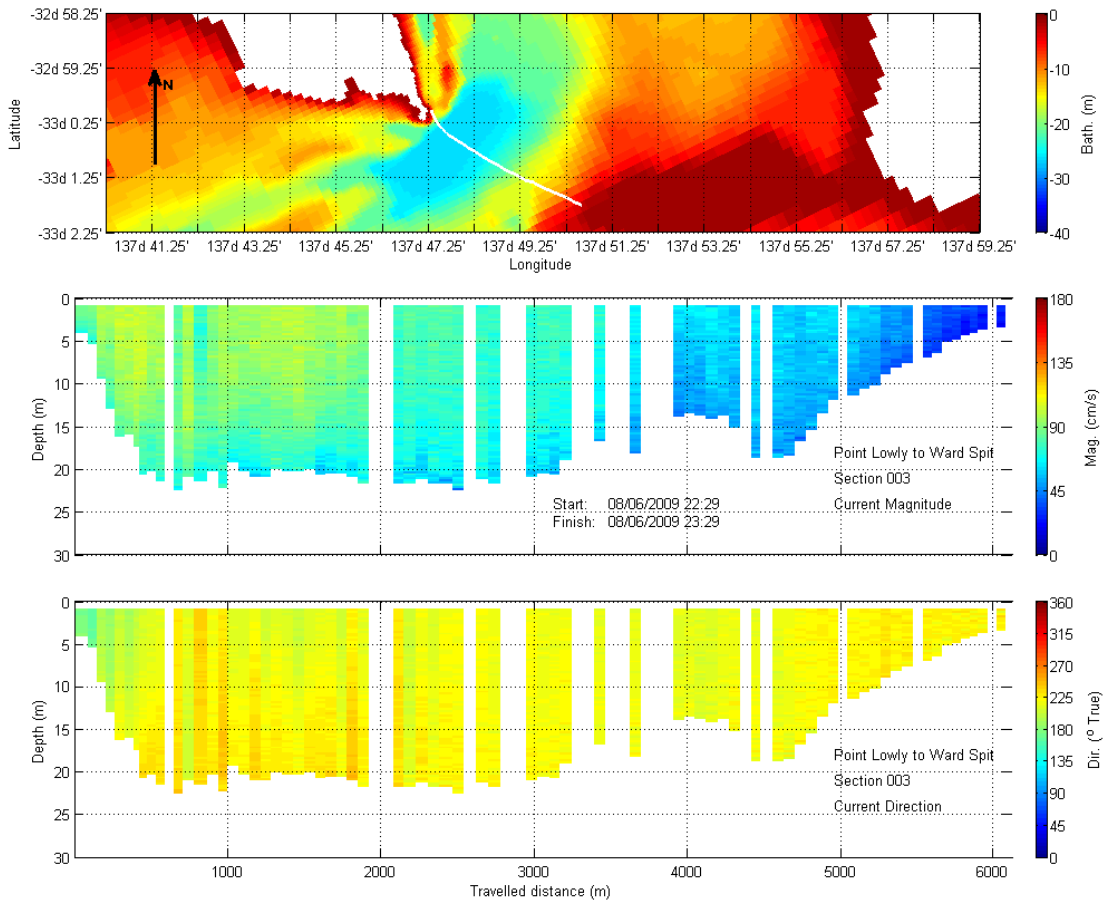 -32d 58.25'
-32d 59.25'
-33d 0.25'
-33d 1.25'
-33d 2.25'
Latitude
N
137d 41.25' 137d 43.25' 137d 45.25' 137d 47.25' 137d 49.25' 137d 51.25' 137d 53.25' 137d 55.25' 137d 57.25' 137d 59.25'
Longitude
0
-10
-20
-30
-40
Bath. (m)
0
5
10
15
20
25
30
Depth (m)
Point Lowly to Ward Spit
Section 003
Current Magnitude
Start: 08/06/2009 22:29
Finish: 08/06/2009 23:29
180
135
90
45
0
Mag. (cm/s)
0
5
10
15
20
25
30
Depth (m)
Point Lowly to Ward Spit
Section 003
Current Direction
1000 2000 3000 4000 5000 6000
Travelled distance (m)
360
315
270
225
180
135
90
45
0
Dir. (° True)